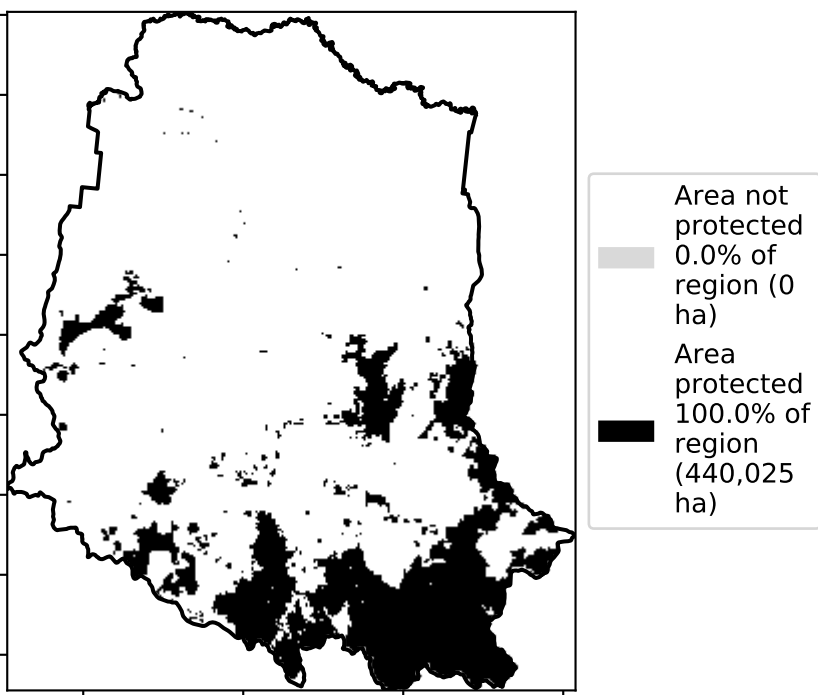 Area not
protected
0.0% of
region (0
ha)
Area
protected
100.0% of
region
(440,025
ha)